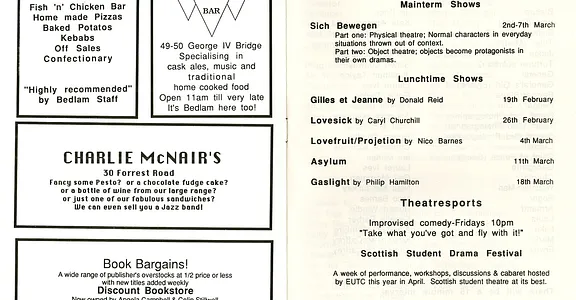 Fish 'n' Chicken Bar
Home made Pizzas
Baked Potatos
Kebabs
Off Sales
Confectionary
"Highly recommended"
by Bedlam Staff
BAR
49-50 George IV Bridge
Specialising in
cask ales, music and
traditional
home cooked food
Open 11am till very late
It's Bedlam here too!
CHARLIE McNAIR'S
30 Forrest Road
Fancy some Pesto? or a chocolate fudge cake?
or a bottle of wine from our large range?
or just one of our fabulous sandwiches?
We can even sell you a Jazz band!
Book Bargains!
A wide range of publisher's overstocks at 1/2 price or less
with new titles added weekly
Discount Bookstore
Now owned by Angela Campbell & Colin Stilwell
Mainterm Shows
Sich Bewegen 2nd-7th March
Part one: Physical theatre; Normal characters in everyday
situations thrown out of context.
Part two: Object theatre; objects become protagonists in
their own dramas.
Lunchtime Shows
Gilles et Jeanne by Donald Reid 19th February
Lovesick by Caryl Churchill 26th February
Lovefruit/Projetion by Nico Barnes 4th March
Asylum 11th March
Gaslight by Philip Hamilton 18th March
Theatresports
Improvised comedy-Fridays 10pm
"Take what you've got and fly with it!"
Scottish Student Drama Festival
A week of performance, workshops, discussions & cabaret hosted
by EUTC this year in April. Scottish student theatre at its best.